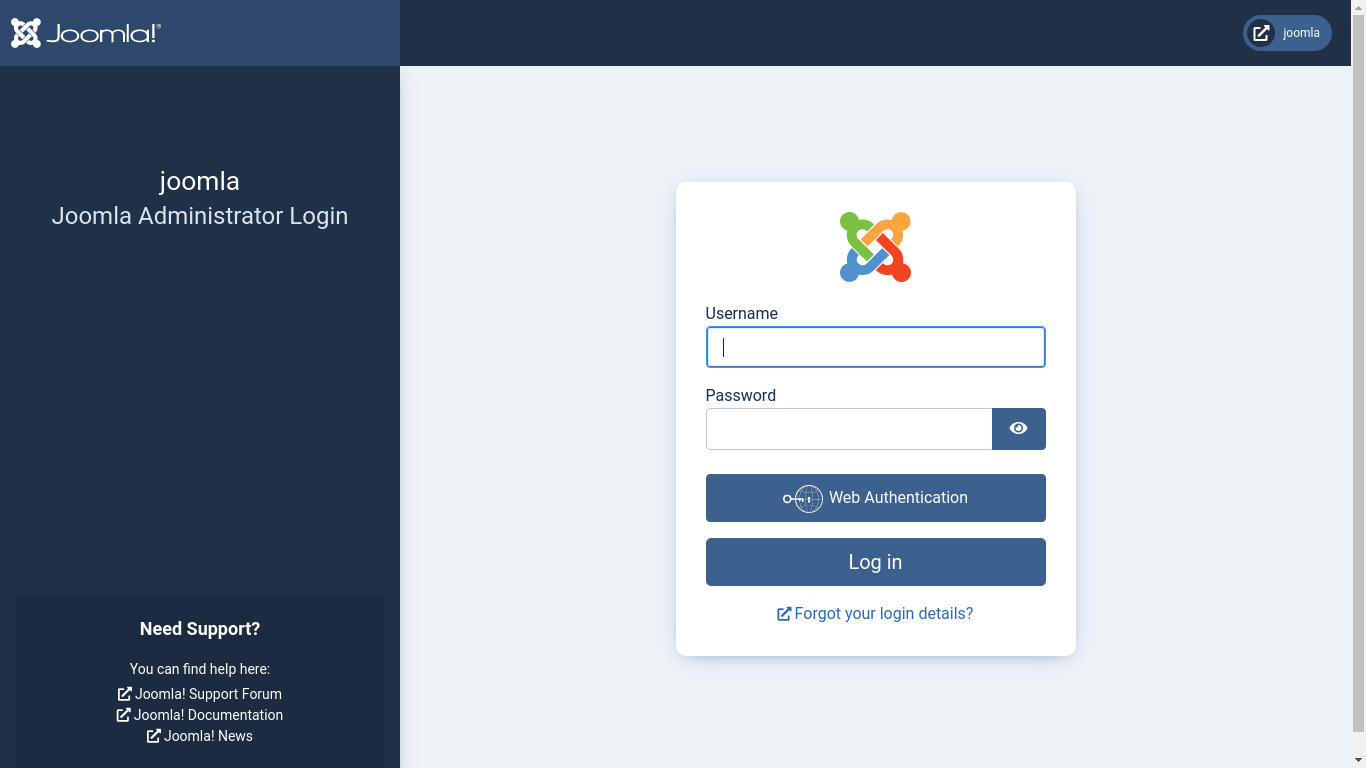 Joomla!®
joomla
joomla
Joomla Administrator Login
Username
Password
Web Authentication
Log in
Forgot your login details?
Need Support?
You can find help here:
Joomla! Support Forum
Joomla! Documentation
Joomla! News